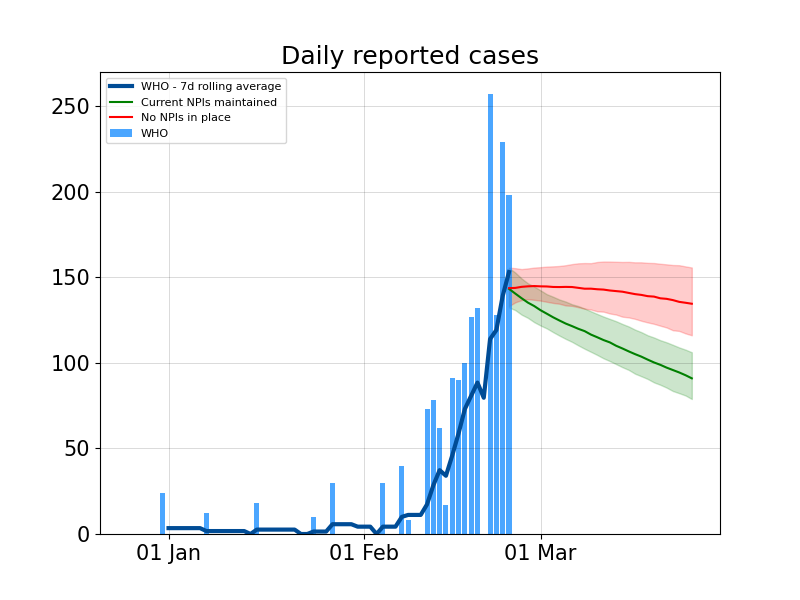 Daily reported cases
WHO - 7d rolling average
Current NPIs maintained
No NPIs in place
WHO
250
200
150
100
50
0
01 Jan
01 Feb
01 Mar